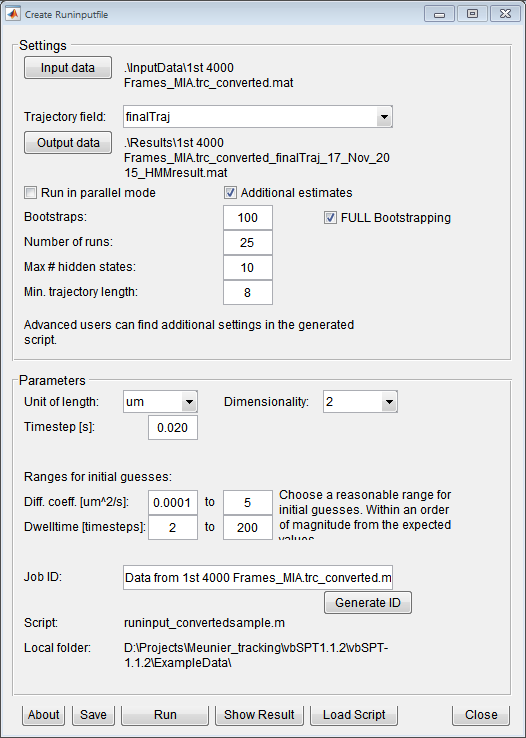 Create Runinputfile
Settings
Input data
.\InputData\1st 4000
Frames_MIA.trc_converted.mat
Trajectory field:
finalTraj
Output data
.\Results\1st 4000
Frames_MIA.trc_converted_finalTraj_17_Nov_20
15_HMMresult.mat
Run in parallel mode
Additional estimates
Bootstraps:
100
FULL Bootstrapping
Number of runs:
25
Max # hidden states:
10
Min. trajectory length:
8
Advanced users can find additional settings in the generated
script.
Parameters
Unit of length:
um
Dimensionality:
2
Timestep [s]:
0.020
Ranges for initial guesses:
Diff. coeff. [um^2/s]:
0.0001
to
5
Dwelltime [timesteps]:
2
to
200
Choose a reasonable range for
initial guesses. Within an order
of magnitude from the expected
values
Job ID:
Data from 1st 4000 Frames_MIA.trc_converted.m
Generate ID
Script:
runinput_convertedsample.m
Local folder:
D:\Projects\Meunier_tracking\vbSPT1.1.2\vbSPT-
1.1.2\ExampleData\
About
Save
Run
Show Result
Load Script
Close